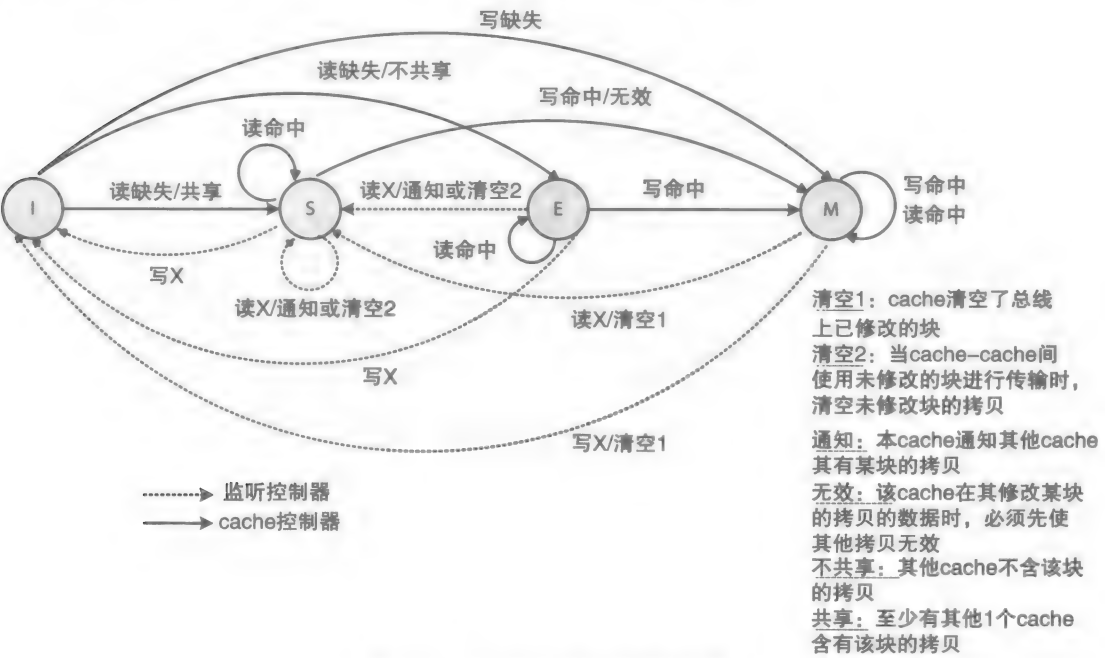 写缺失
读缺失/不共享
写命中/无效
读命中
I
读缺失/共享
S
读X/通知或清空2
E
写命中
M
写命中
读命中
读命中
写X
读X/通知或清空2
读X/清空1
写X
写X/清空1
监听控制器
cache控制器
清空1：cache清空了总线
上已修改的块
清空2：当cache-cache间
使用未修改的块进行传输时，
清空未修改块的拷贝
通知：本cache通知其他cache
其有某块的拷贝
无效：该cache在其修改某块
的拷贝的数据时，必须先使
其他拷贝无效
不共享：其他cache不含该块
的拷贝
共享：至少有其他1个cache
含有该块的拷贝